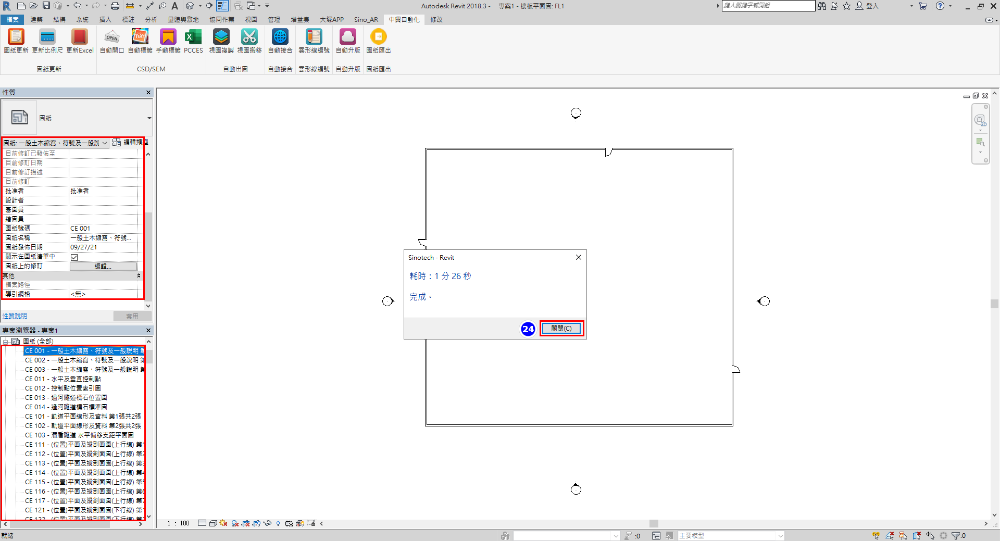 Autodesk Revit 2018.3 - 專案1 - 樓板平面圖: FL1
鍵入關鍵字或詞組
登入
檔案 建築 結構 系統 插入 標註 分析 量體與敷地 協同作業 視圖 管理 增益集 大塚APP Sino_AR 中興自動化 修改
OPEN
TEXT
圖紙更新 更新比例尺 更新Excel 自動開口 自動標籤 手動標籤 PCCES 視圖複製 視圖搬移 自動接合 雲形線編號 自動升版 圖紙匯出
圖紙更新 CSD/SEM 自動出圖 自動接合 雲形線編號 自動升版 圖紙匯出
性質
圖紙
圖紙: 一般土木縮寫、符號及一般說 編輯類型
目前修訂已發佈至
目前修訂日期
目前修訂描述
目前修訂
批准者 批准者
設計者
審圖員
繪圖員
圖紙號碼 CE 001
圖紙名稱 一般土木縮寫、符號...
圖紙發佈日期 09/27/21
顯示在圖紙清單中
圖紙上的修訂 編輯...
其他
檔案路徑
導引網格 <無>
性質說明 套用
專案瀏覽器 - 專案1
圖紙 (全部)
CE 001 - 一般土木縮寫、符號及一般說明 第
CE 002 - 一般土木縮寫、符號及一般說明 第
CE 003 - 一般土木縮寫、符號及一般說明 第
CE 011 - 水平及垂直控制點
CE 012 - 控制點位置索引圖
CE 013 - 過河隧道標石位置圖
CE 014 - 過河隧道標石標準圖
CE 101 - 軌道平面線形及資料 第1張共2張
CE 102 - 軌道平面線形及資料 第2張共2張
CE 103 - 潛盾隧道 水平偏移支距平面圖
CE 111 - (位置)平面及縱剖面圖(上行線) 第1
CE 112 - (位置)平面及縱剖面圖(上行線) 第2
CE 113 - (位置)平面及縱剖面圖(上行線) 第3
CE 114 - (位置)平面及縱剖面圖(上行線) 第4
CE 115 - (位置)平面及縱剖面圖(上行線) 第5
CE 116 - (位置)平面及縱剖面圖(上行線) 第6
CE 117 - (位置)平面及縱剖面圖(上行線) 第7
CE 121 - (位置)平面及縱剖面圖(下行線) 第1
CE 122 - (位置)平面及縱剖面圖(下行線) 第2
2D
Sinotech - Revit
耗時：1 分 26 秒
完成。
24 關閉(C)
1 : 100
就緒
:0
主要模型
:0